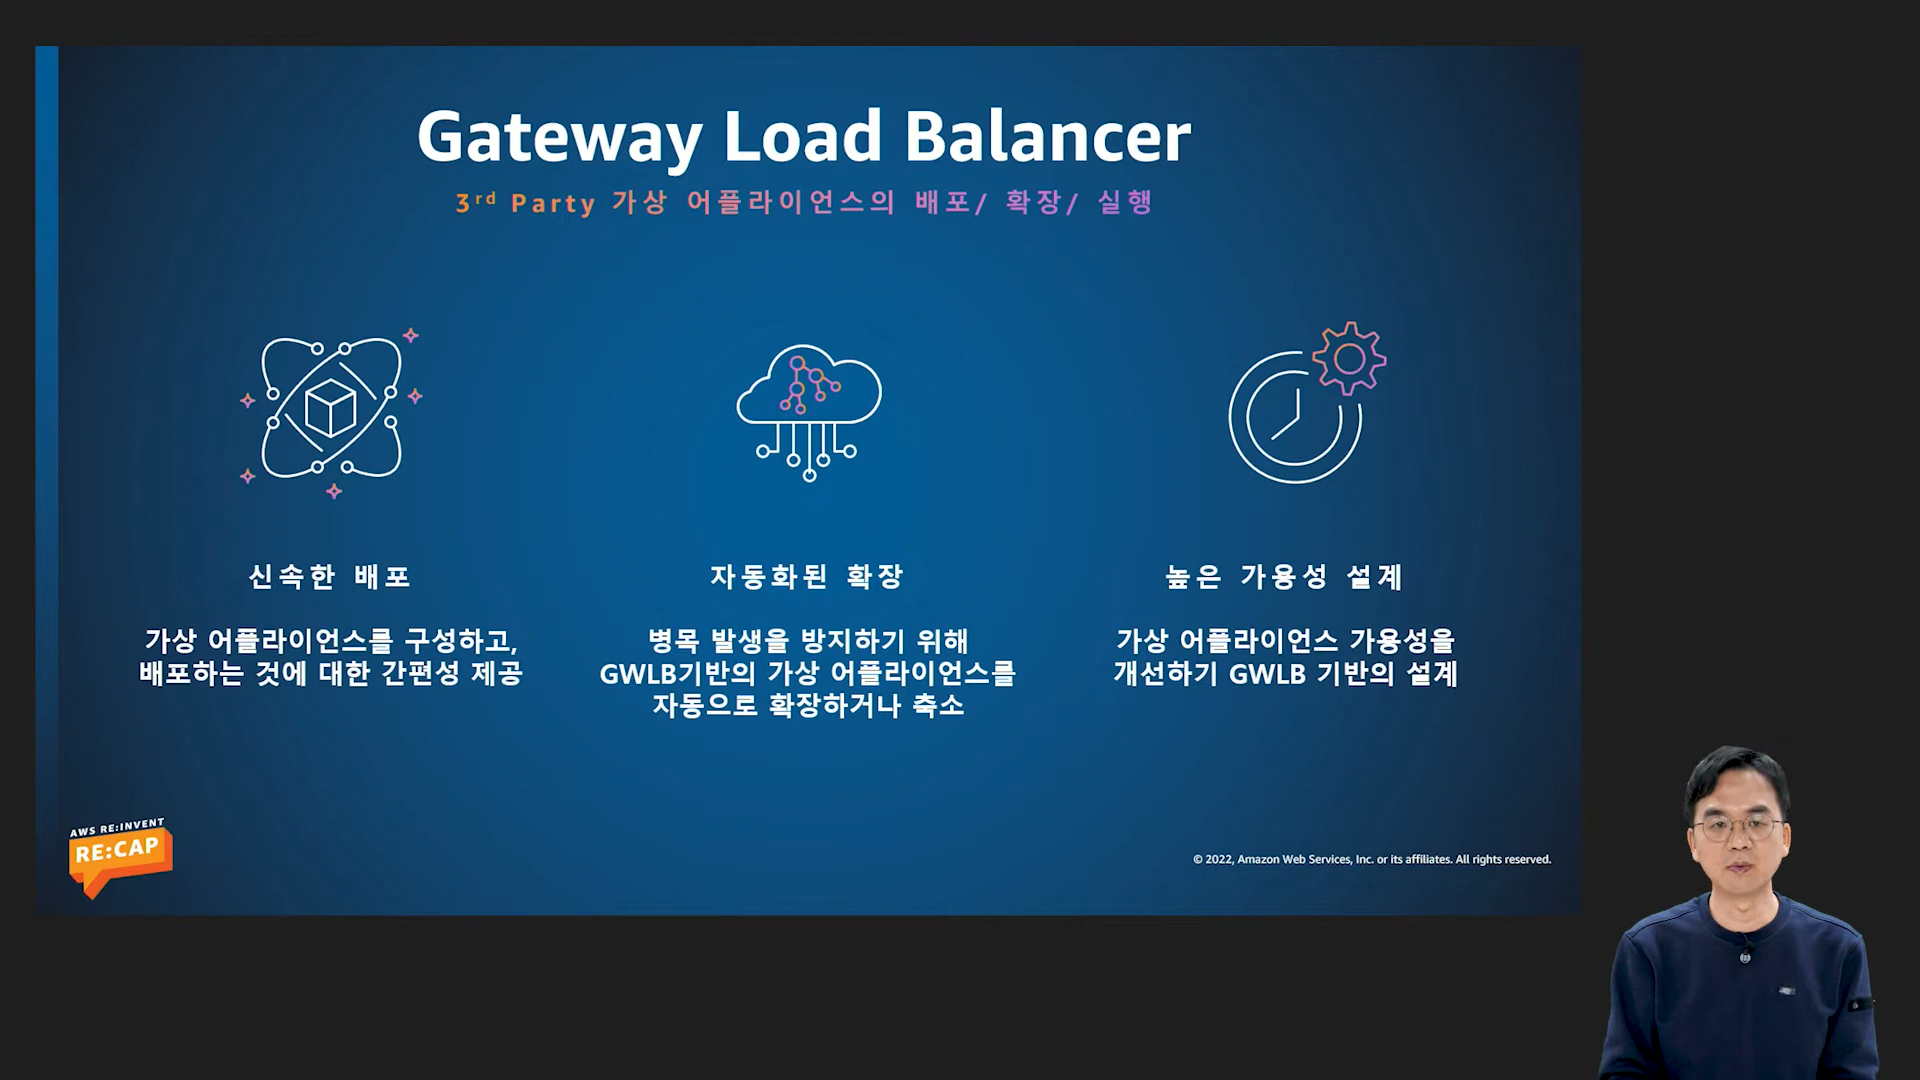 Gateway Load Balancer
3rd Party 가상 어플라이언스의 배포/ 확장/ 실행
신속한 배포
가상 어플라이언스를 구성하고,
배포하는 것에 대한 간편성 제공
자동화된 확장
병목 발생을 방지하기 위해
GWLB기반의 가상 어플라이언스를
자동으로 확장하거나 축소
높은 가용성 설계
가상 어플라이언스 가용성을
개선하기 GWLB 기반의 설계
AWS RE:INVENT
RE:CAP
© 2022, Amazon Web Services, Inc. or its affiliates. All rights reserved.